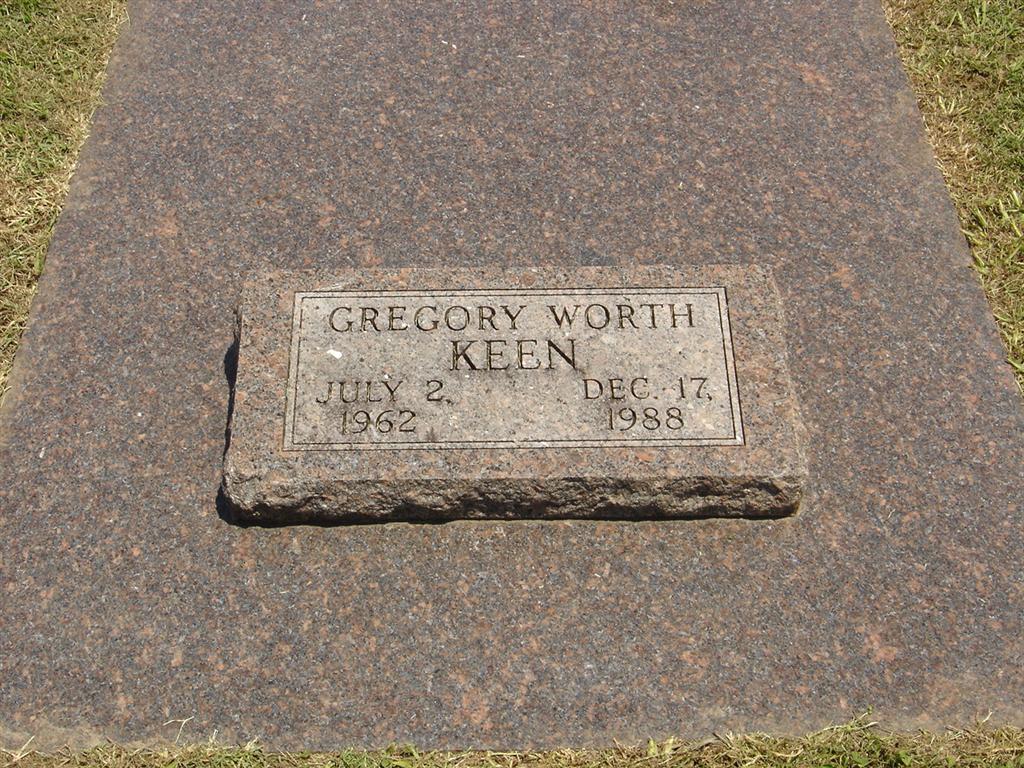 GREGORY WORTH
KEEN
JULY 2, DEC. 17,
1962 1988